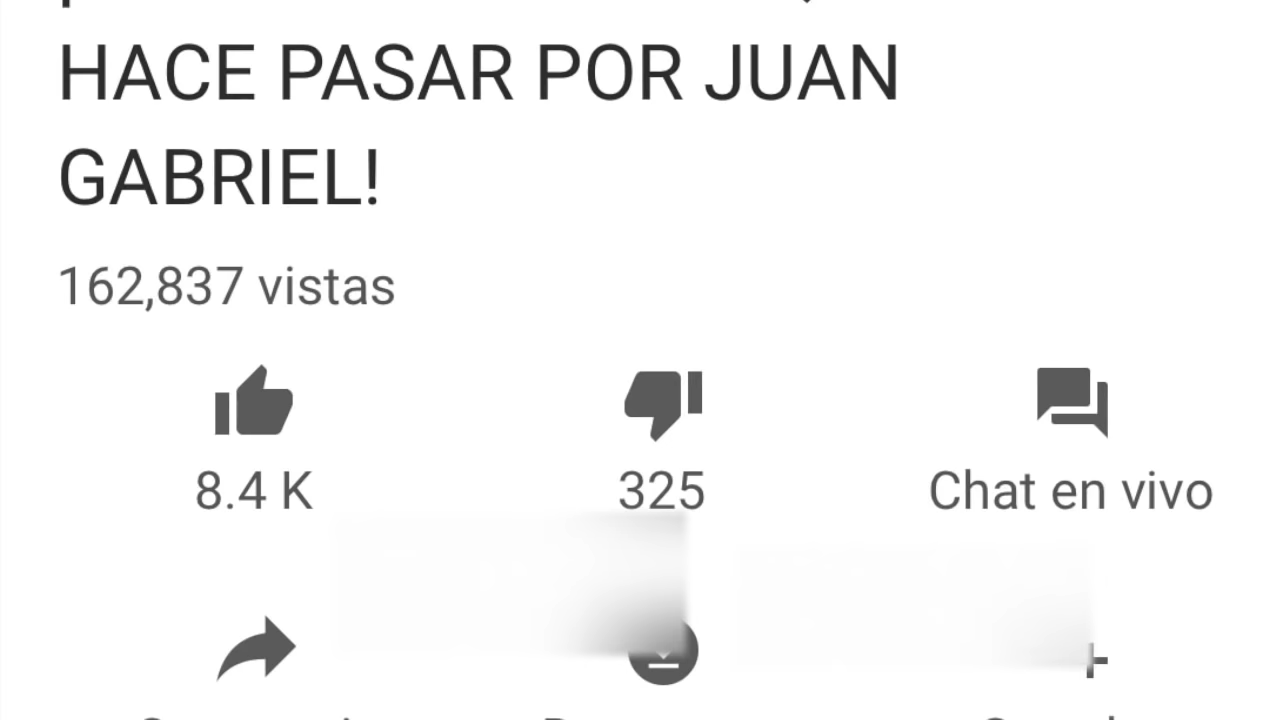 HACE PASAR POR JUAN
GABRIEL!
162,837 vistas
8.4 K
325
Chat en vivo